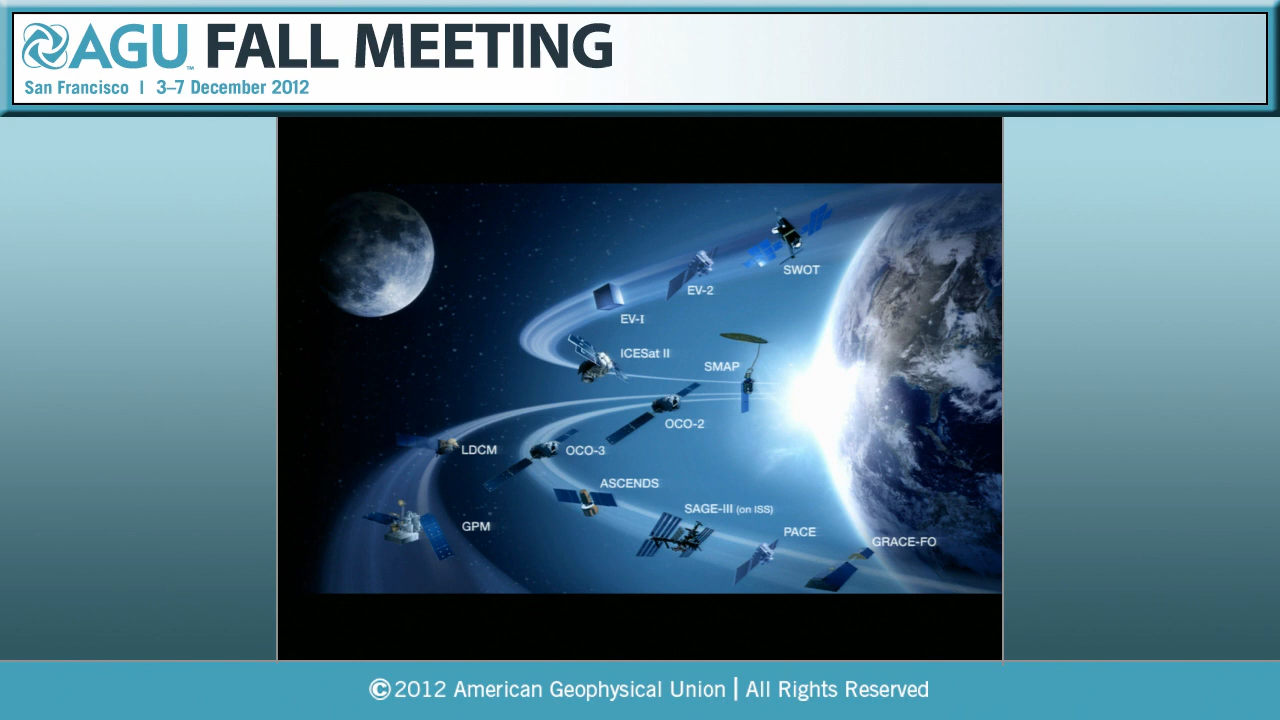 AGU™ FALL MEETING
San Francisco | 3–7 December 2012
SWOT
EV-2
EV-I
ICESat II
SMAP
OCO-2
LDCM
OCO-3
ASCENDS
SAGE-III (on ISS)
GPM
PACE
GRACE-FO
©2012 American Geophysical Union | All Rights Reserved